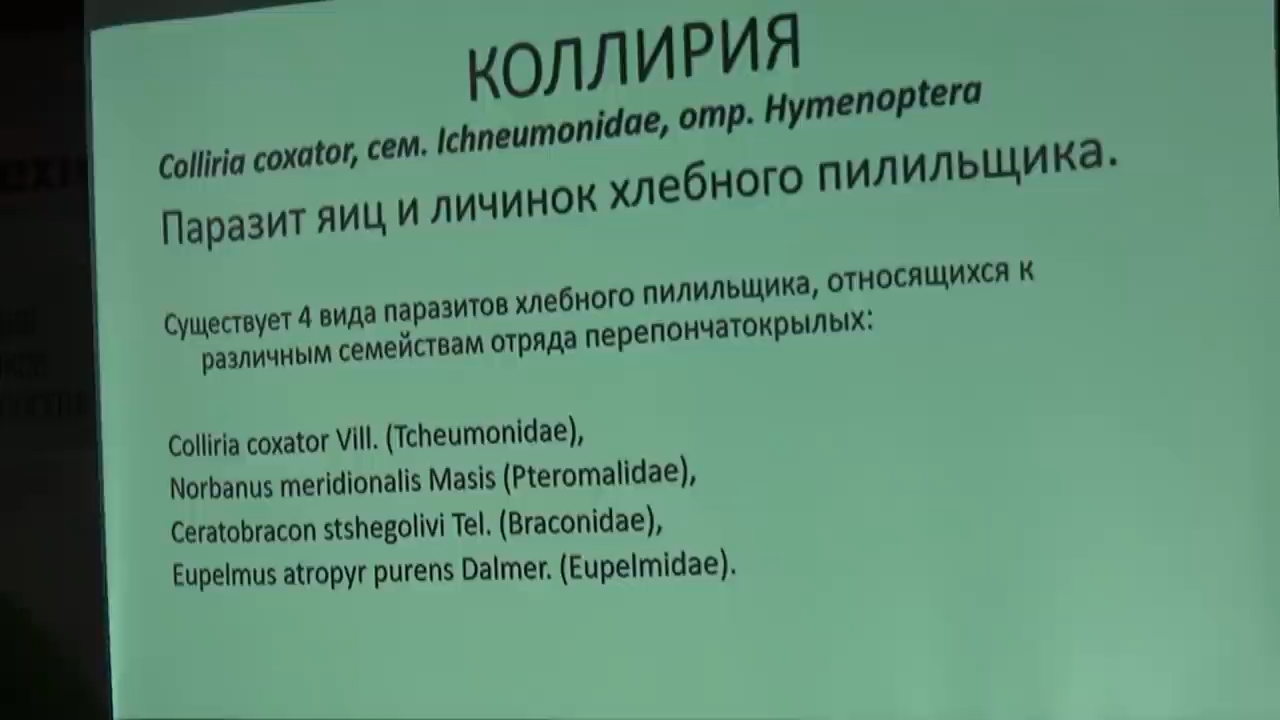 КОЛЛИРИЯ
Colliria coxator, сем. Ichneumonidae, отр. Hymenoptera
Паразит яиц и личинок хлебного пилильщика.
Существует 4 вида паразитов хлебного пилильщика, относящихся к
различным семействам отряда перепончатокрылых:
Colliria coxator Vill. (Tcheumonidae),
Norbanus meridionalis Masis (Pteromalidae),
Ceratobracon stshegolivi Tel. (Braconidae),
Eupelmus atropyr purens Dalmer. (Eupelmidae).